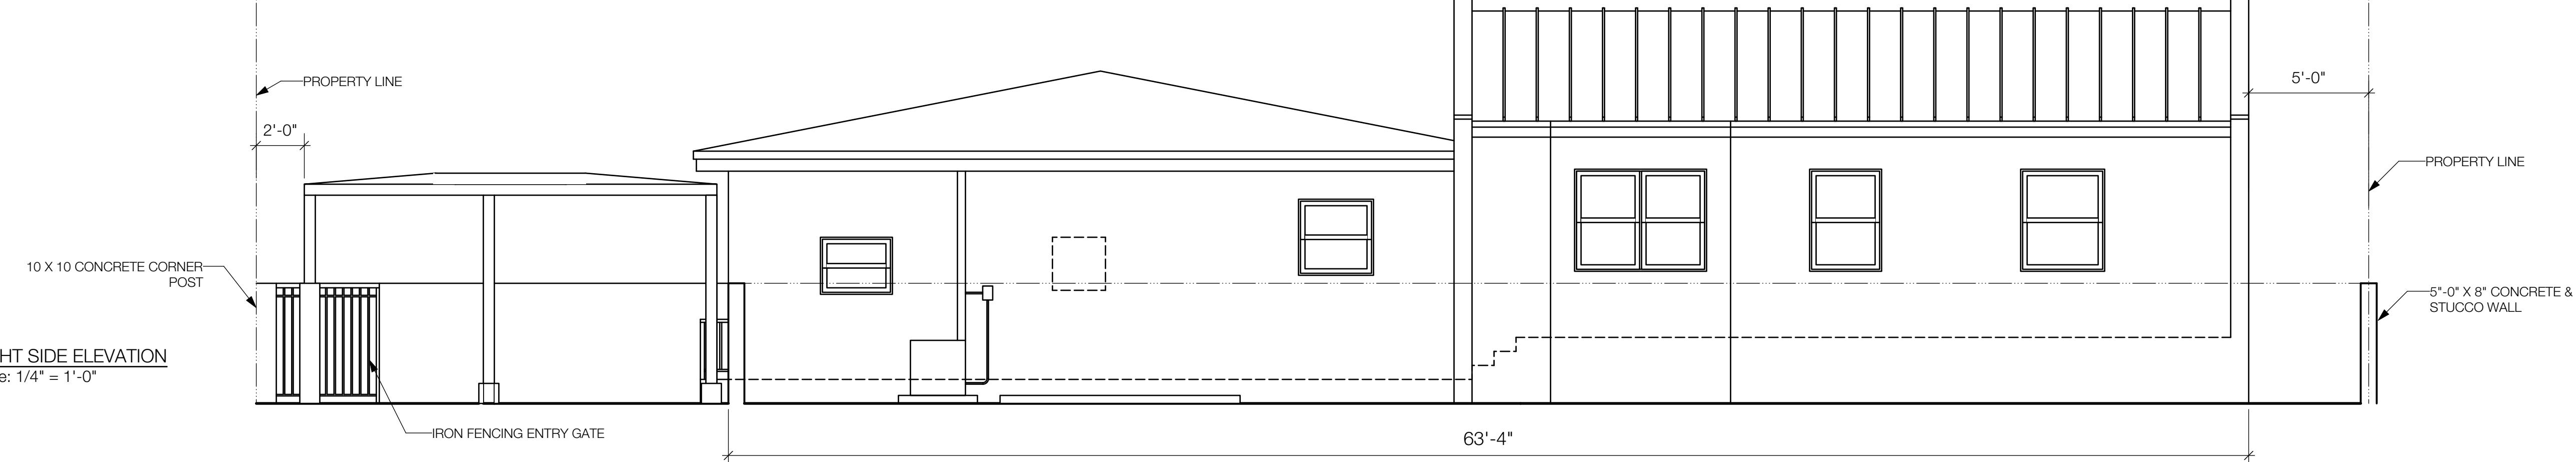 PROPERTY LINE
2'-0"
10 X 10 CONCRETE CORNER
POST
HT SIDE ELEVATION
e: 1/4" = 1'-0"
IRON FENCING ENTRY GATE
63'-4"
5'-0"
PROPERTY LINE
5"-0" X 8" CONCRETE &
STUCCO WALL